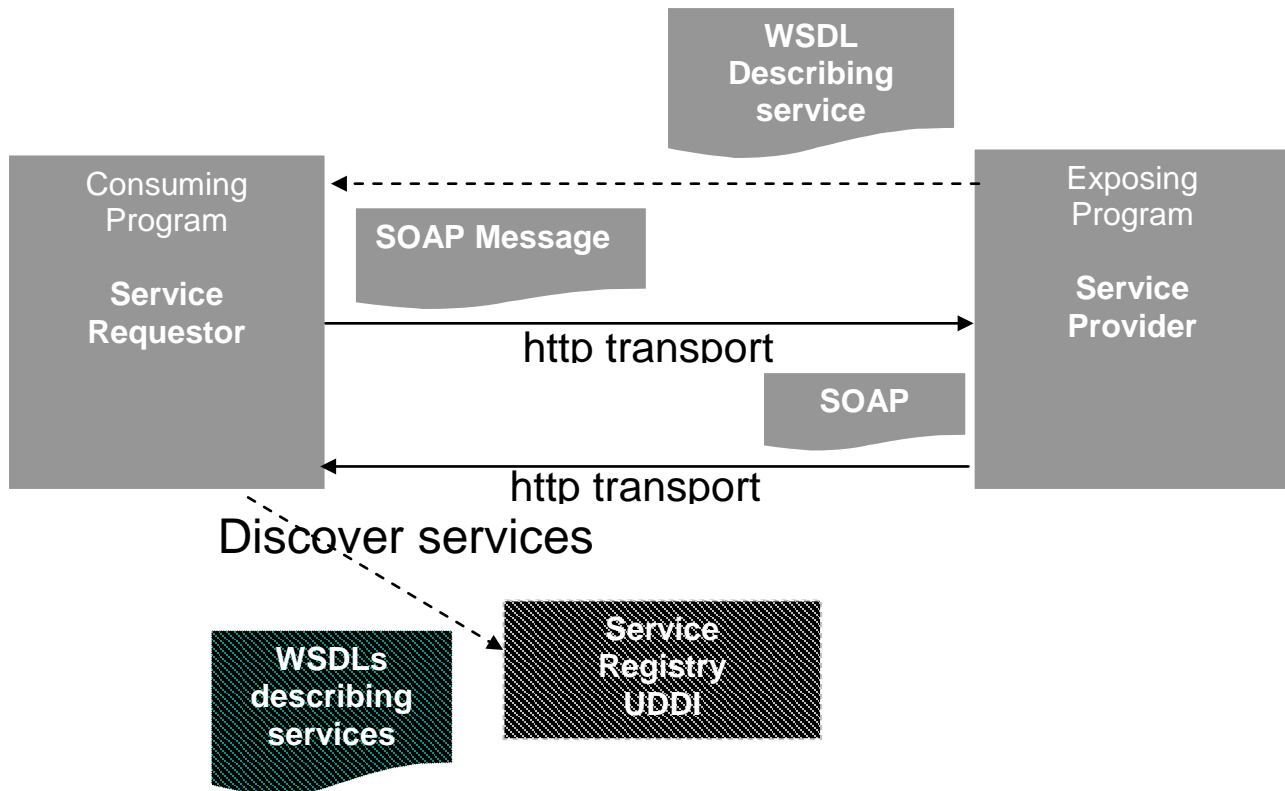 WSDL
Describing
service
Consuming
Program
Service
Requestor
SOAP Message
http transport
Exposing
Program
Service
Provider
SOAP
http transport
Discover services
Service
Registry
UDDI
WSDLs
describing
services